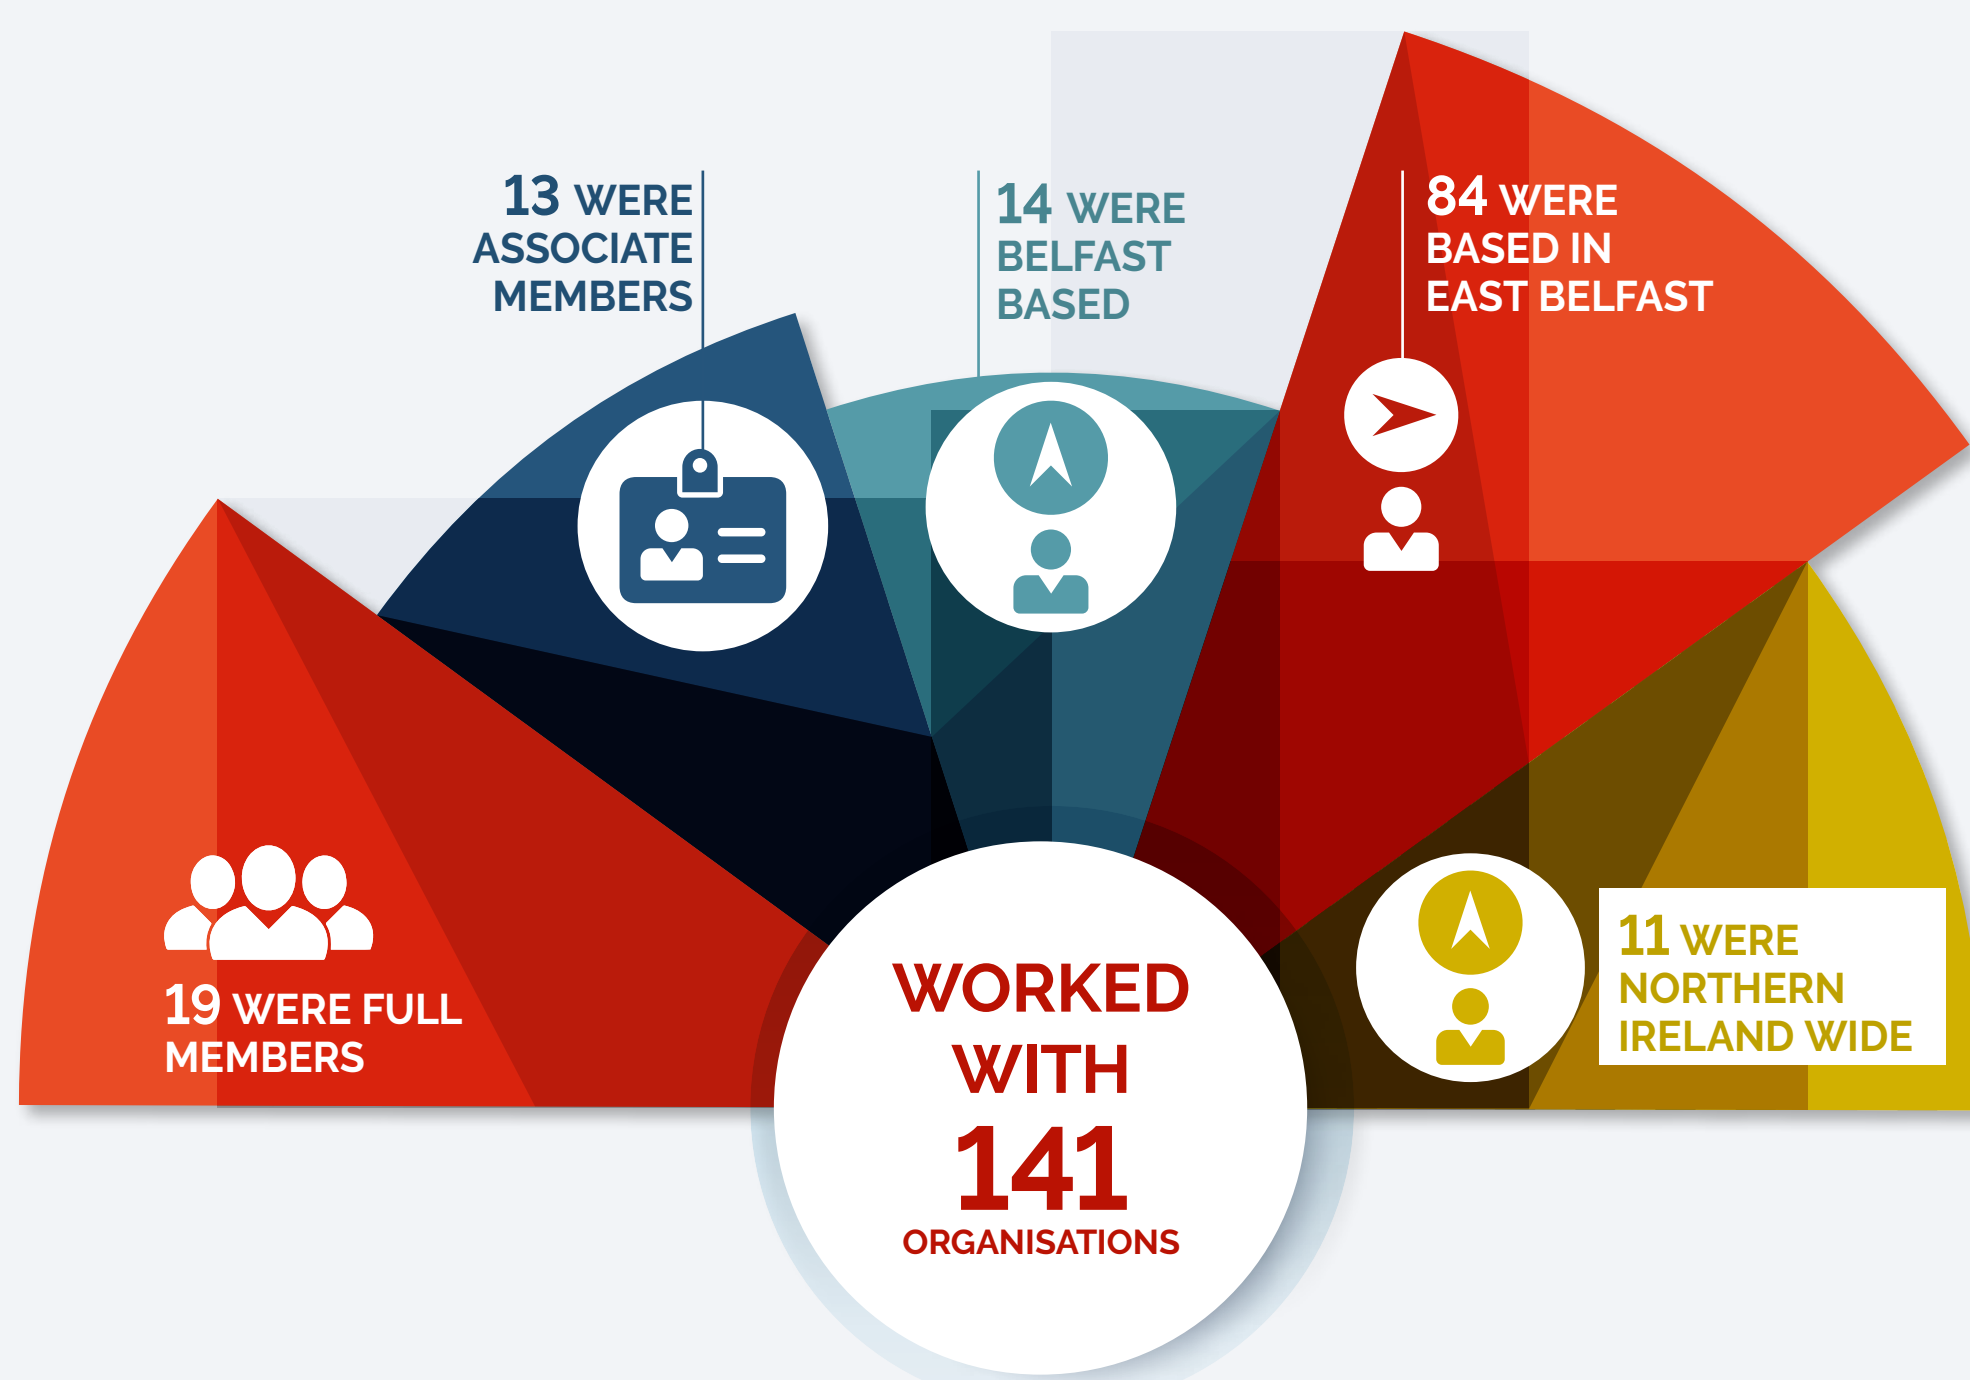 13 WERE
ASSOCIATE
MEMBERS
14 WERE
BELFAST
BASED
84 WERE
BASED IN
EAST BELFAST
19 WERE FULL
MEMBERS
WORKED
WITH
141
ORGANISATIONS
11 WERE
NORTHERN
IRELAND WIDE